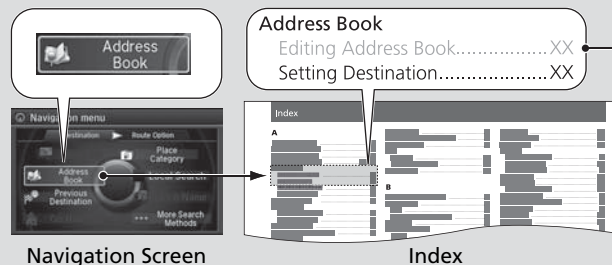 Address
Book
Address Book
Editing Address Book....................XX
Setting Destination.......................XX
Navigation menu
Destination
Route Option
Place
Category
Address
Book
Local Search
Previous
Destination
More Search
Methods
Index
A
B
Navigation Screen
Index